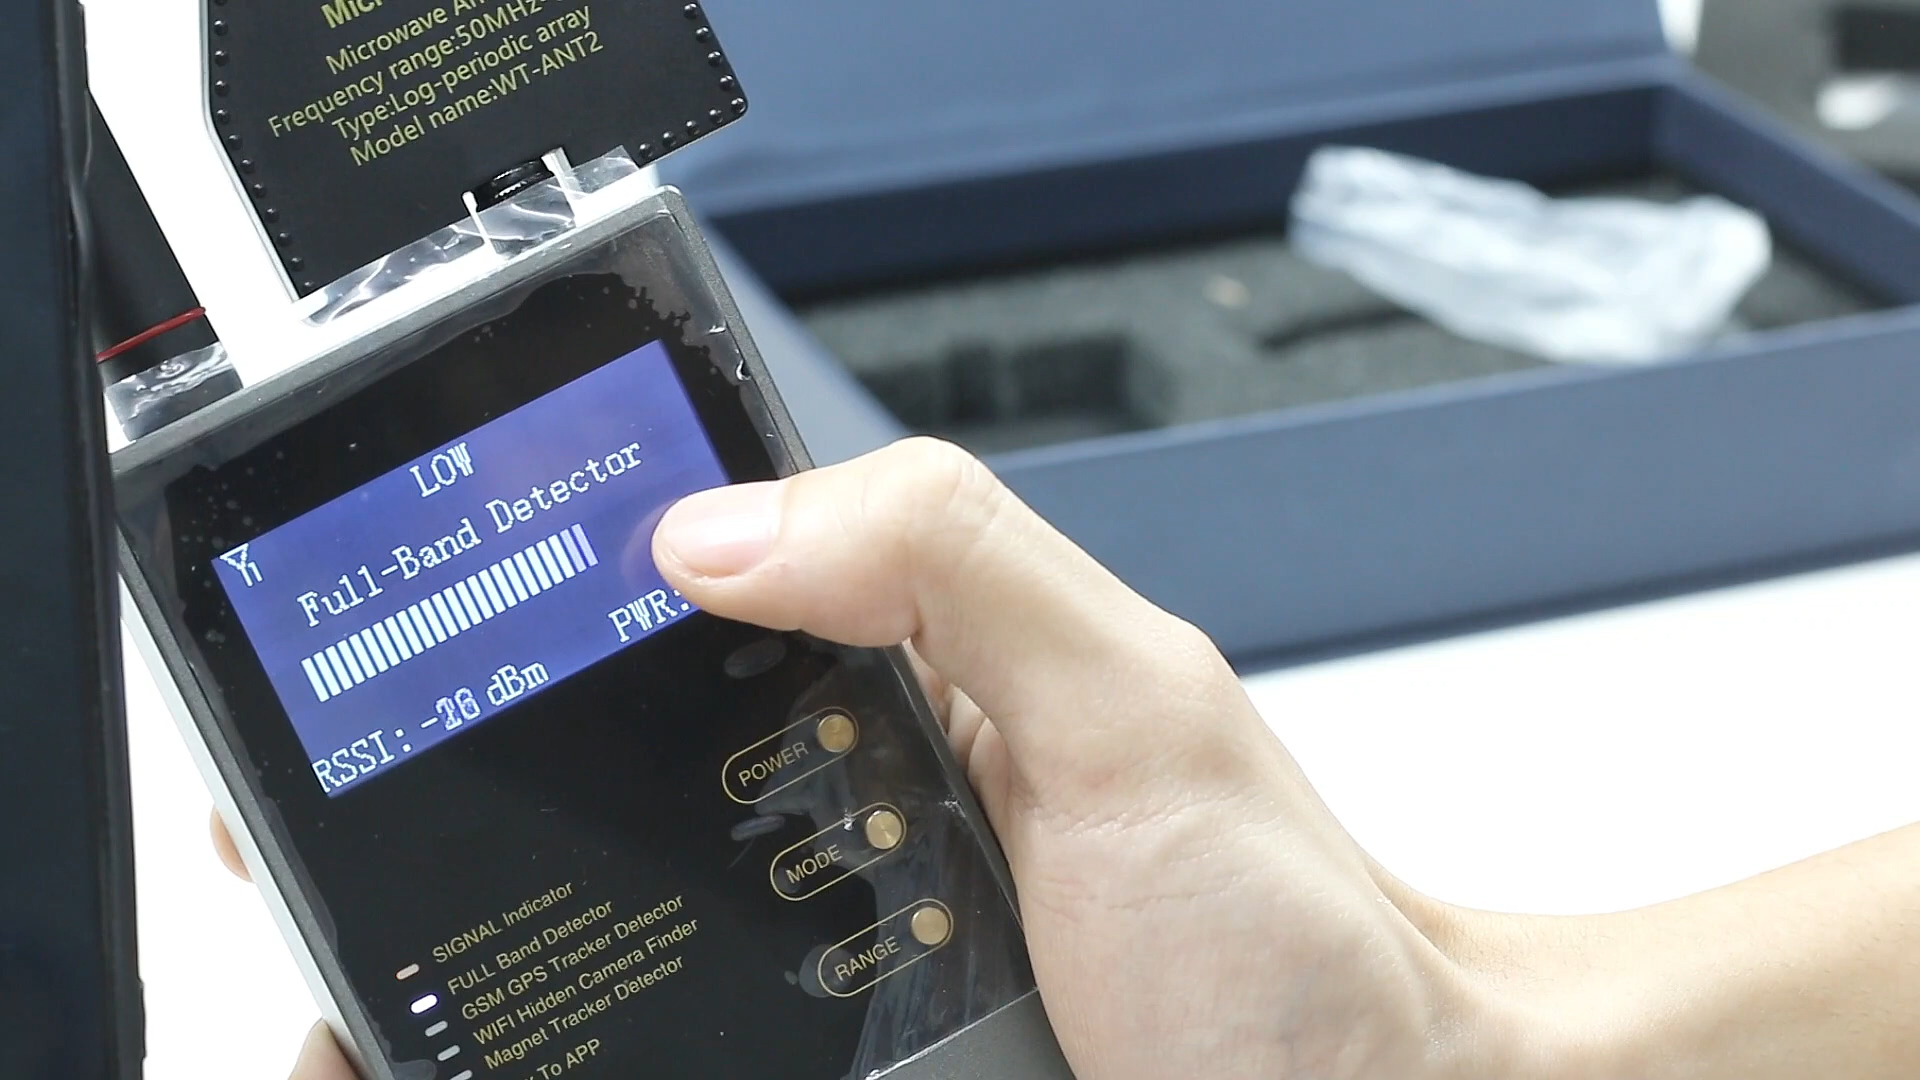 Microwave
Frequency range:50MHz
Type:Log-periodic array
Model name:WT-ANT2
LOW
Full-Band Detector
PWR:
RSSI: dBm
POWER
MODE
RANGE
SIGNAL Indicator
FULL Band Detector
GSM GPS Tracker Detector
WIFI Hidden Camera Finder
Magnet Tracker Detector
To APP